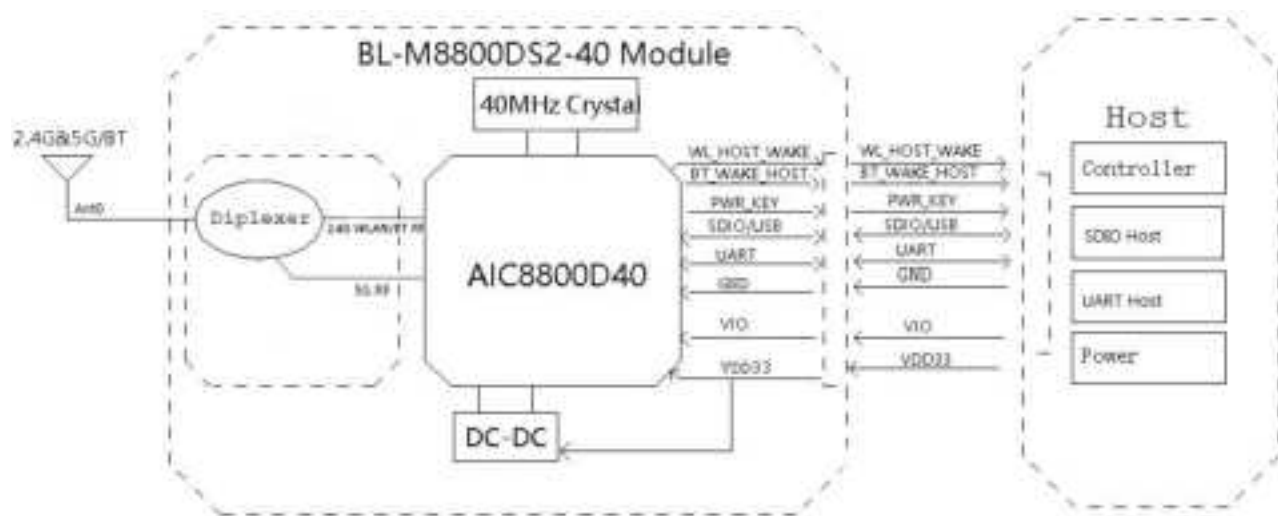 BL-M8800DS2-40 Module
40MHz Crystal
2.4G&5G/BT
Ant0
Diplexer
2.4G WLAN/BT RF
5G RF
AIC8800D40
DC-DC
WL_HOST_WAKE
BT_WAKE_HOST
PWR_KEY
SDIO/USB
UART
GND
VIO
VDD33
WL_HOST_WAKE
BT_WAKE_HOST
PWR_KEY
SDIO/USB
UART
GND
VIO
VDD33
Host
Controller
SDIO Host
UART Host
Power